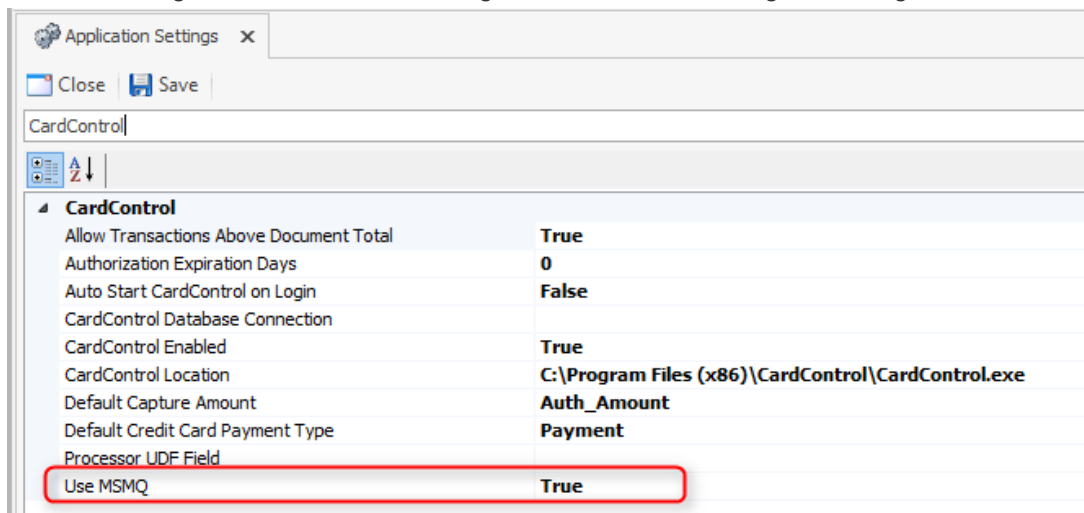 Application Settings x
Close Save
CardControl
CardControl
Allow Transactions Above Document Total True
Authorization Expiration Days 0
Auto Start CardControl on Login False
CardControl Database Connection
CardControl Enabled True
CardControl Location C:\Program Files (x86)\CardControl\CardControl.exe
Default Capture Amount Auth_Amount
Default Credit Card Payment Type Payment
Processor UDF Field
Use MSMQ True